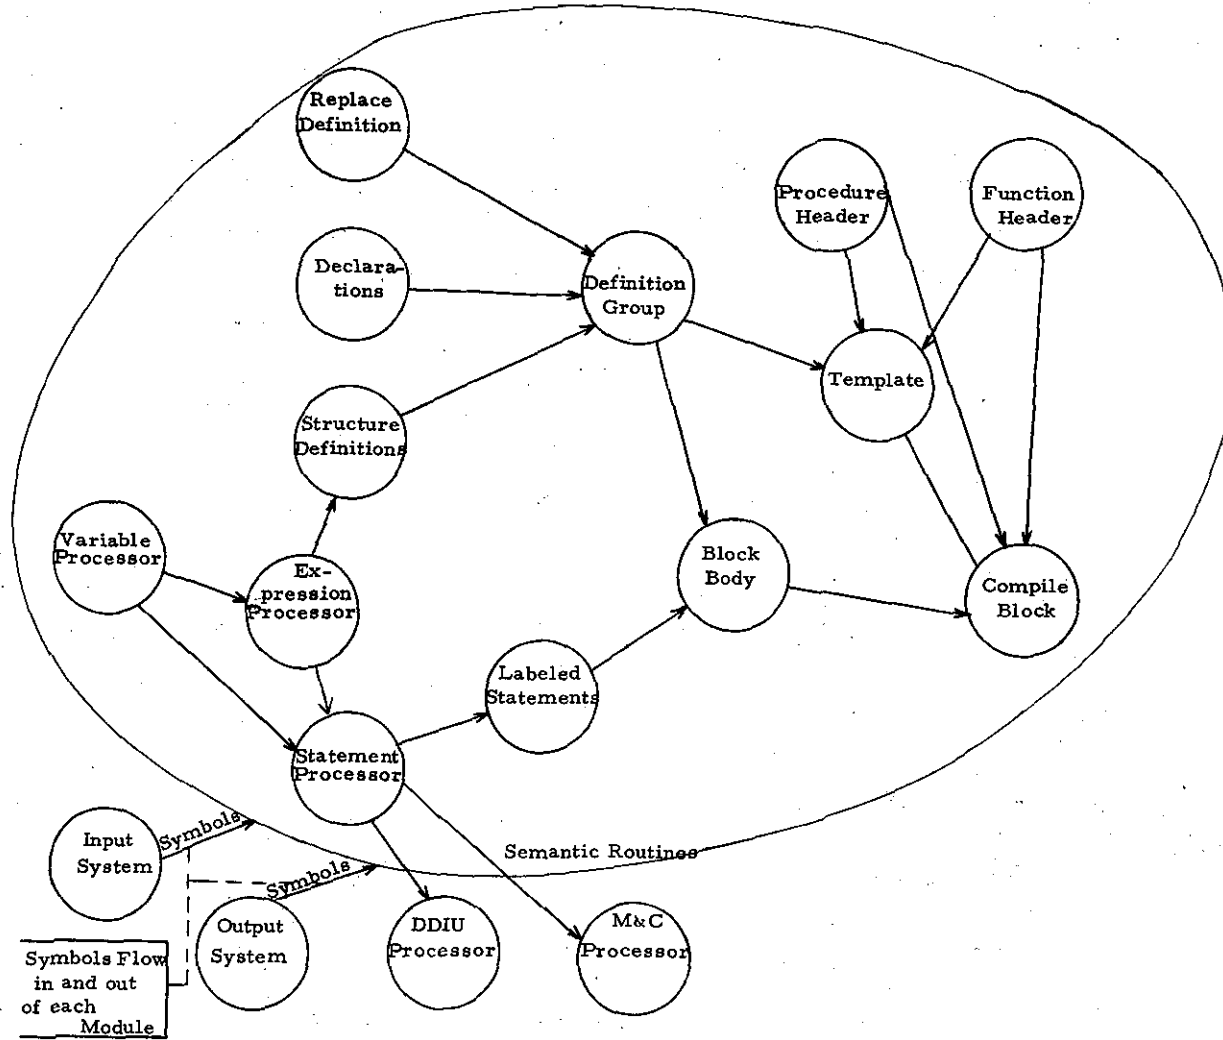 Replace
Definition
Declara-
tions
Structure
Definitions
Definition
Group
Procedure
Header
Function
Header
Template
Variable
Processor
Ex-
pression
Processor
Block
Body
Compile
Block
Labeled
Statements
Statement
Processor
Input
System
Symbols
Semantic Routines
Symbols
Output
System
DDIU
Processor
M&C
Processor
Symbols Flow
in and out
of each
Module